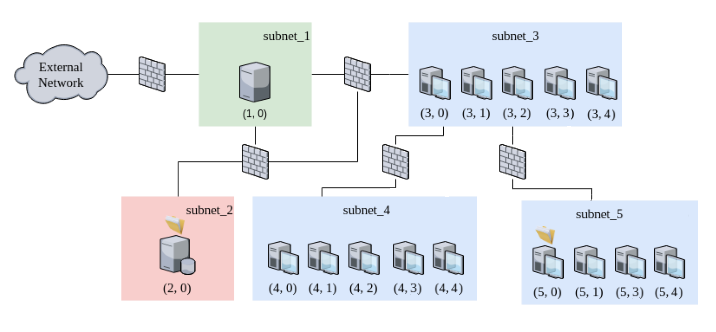 subnet_1
subnet_3
External
Network
(1, 0)
(3, 0) (3, 1) (3, 2) (3, 3) (3, 4)
subnet_2
subnet_4
subnet_5
(2, 0)
(4, 0) (4, 1) (4, 2) (4, 3) (4, 4)
(5, 0) (5, 1) (5, 3) (5, 4)